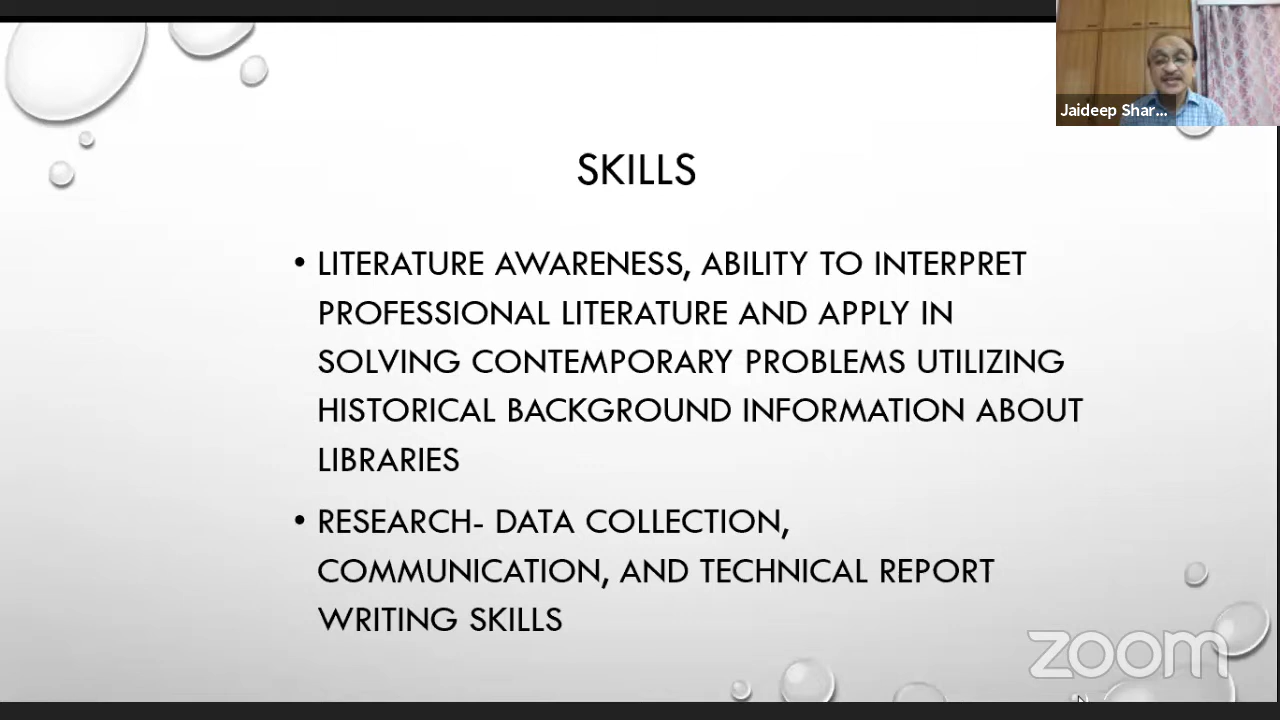 Jaideep Shar...
SKILLS
• LITERATURE AWARENESS, ABILITY TO INTERPRET
PROFESSIONAL LITERATURE AND APPLY IN
SOLVING CONTEMPORARY PROBLEMS UTILIZING
HISTORICAL BACKGROUND INFORMATION ABOUT
LIBRARIES
• RESEARCH- DATA COLLECTION,
COMMUNICATION, AND TECHNICAL REPORT
WRITING SKILLS
zoom